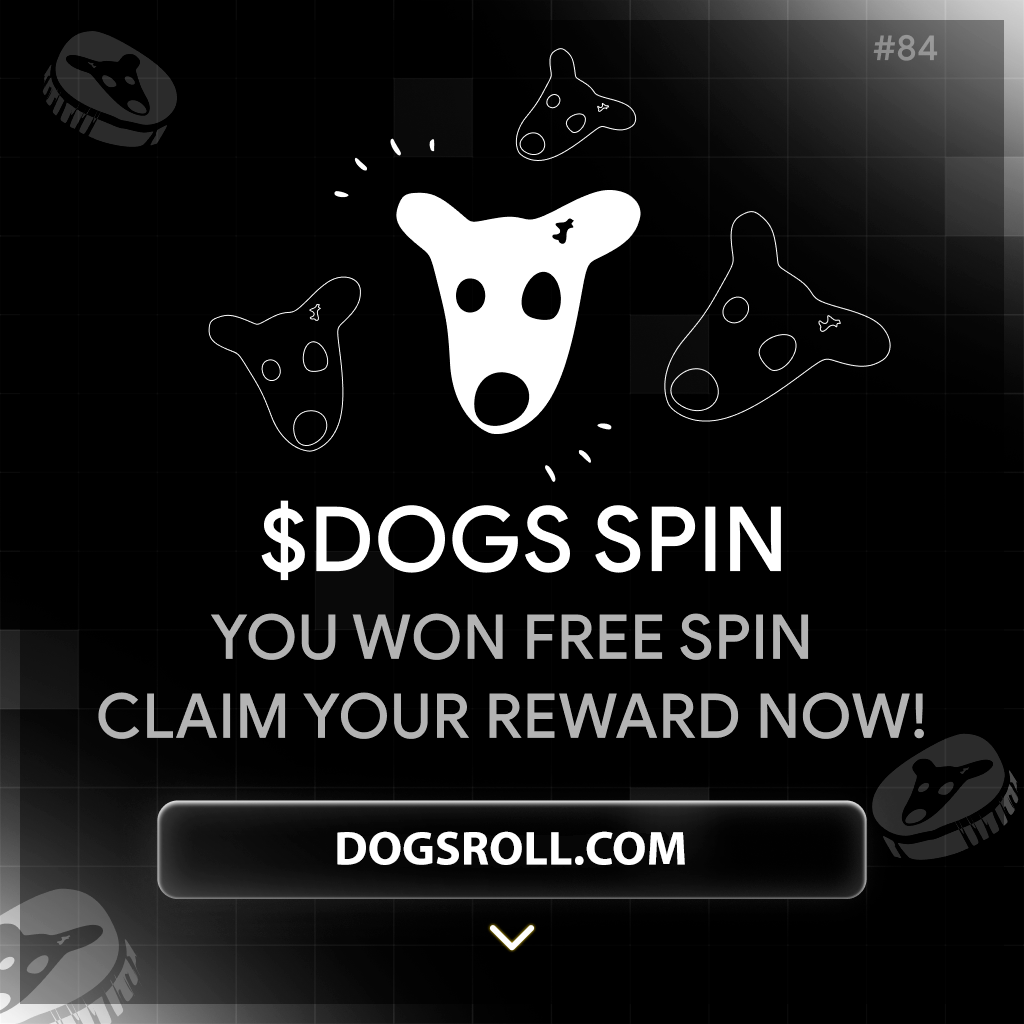 #84
$DOGS SPIN
YOU WON FREE SPIN
CLAIM YOUR REWARD NOW!
DOGSROLL.COM